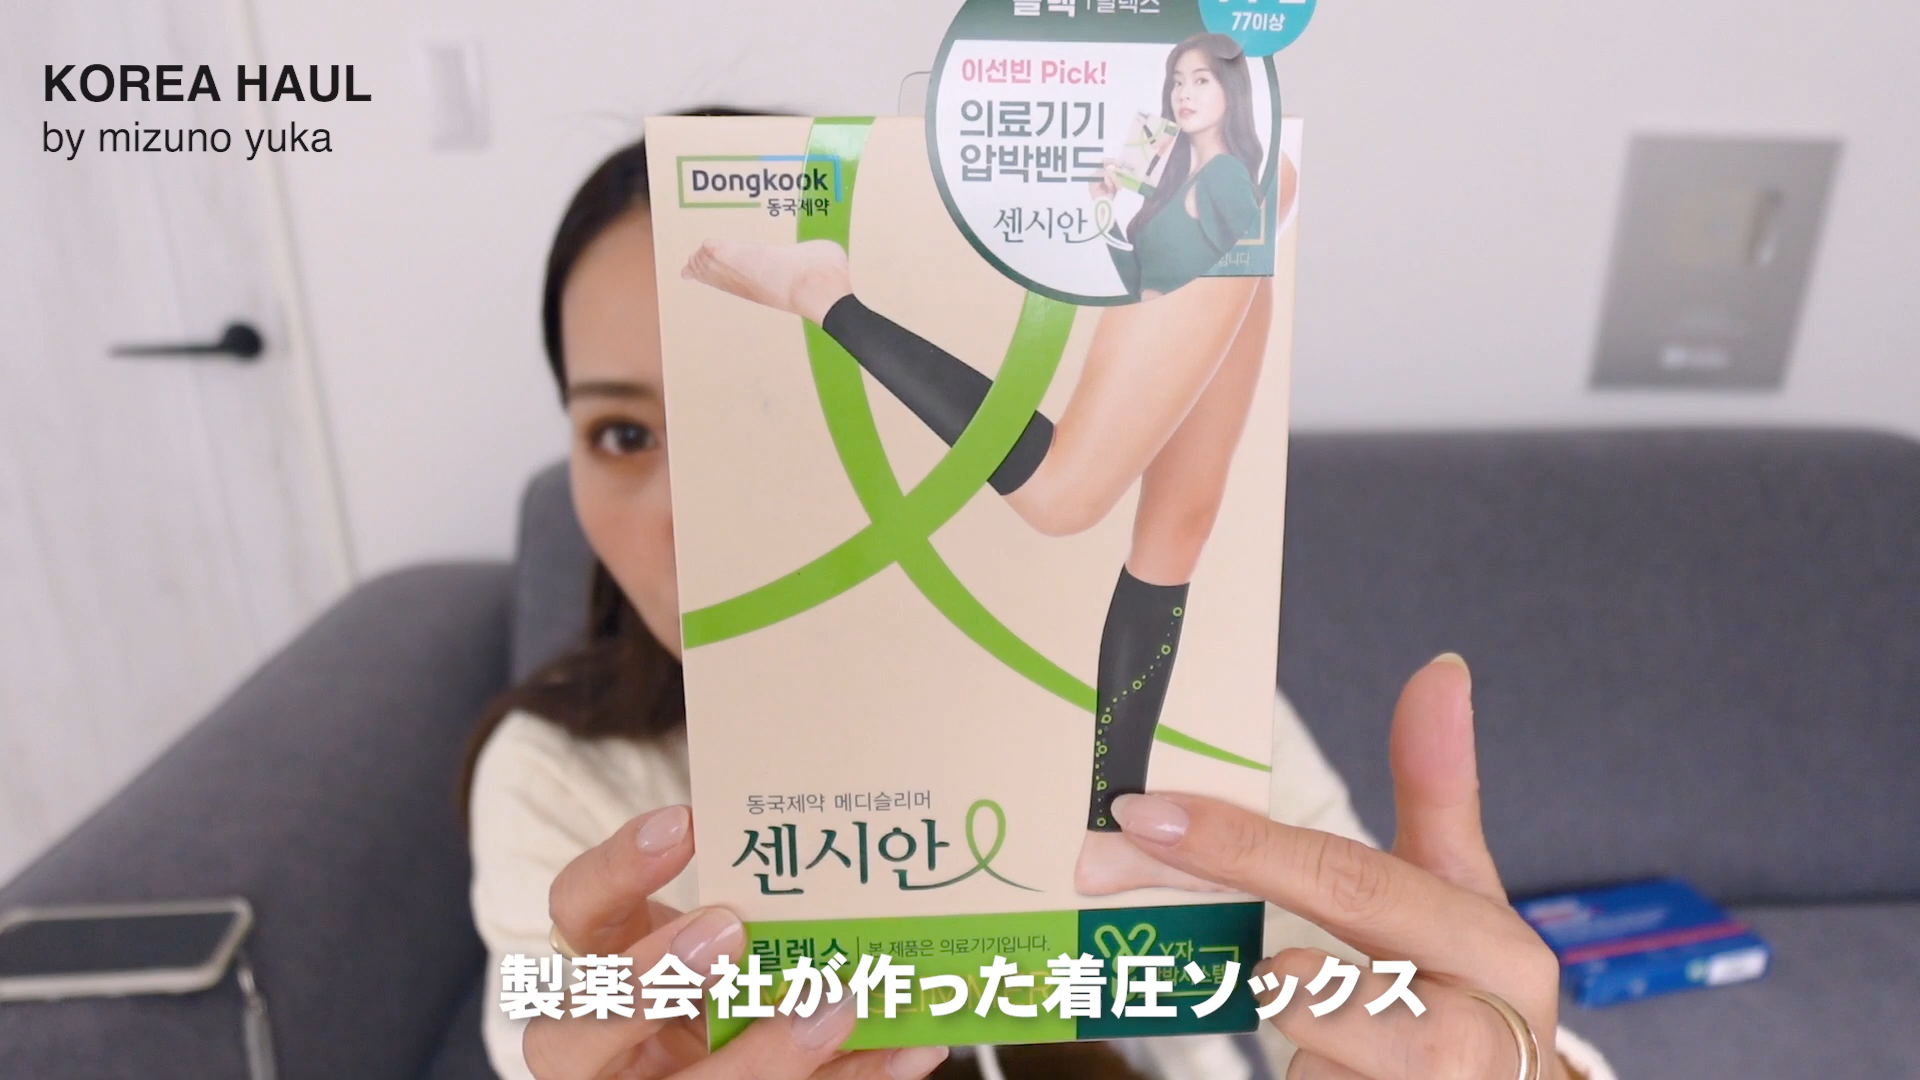 KOREA HAUL
by mizuno yuka
77이상
이선빈 Pick!
의료기기
압박밴드
센시안
Dongkook
동국제약
동국제약 메디슬리머
센시안
릴렉스 본 제품은 의료기기입니다.
製薬会社が作った着圧ソックス